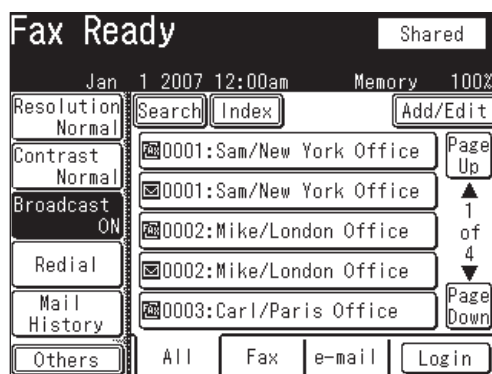 Fax Ready
Shared
Jan 1 2007 12:00am Memory 100%
Resolution
Normal
Contrast
Normal
Broadcast
ON
Redial
Mail
History
Others
Search Index Add/Edit
0001:Sam/New York Office
0001:Sam/New York Office
0002:Mike/London Office
0002:Mike/London Office
0003:Carl/Paris Office
Page
Up
1
of
4
Page
Down
All Fax e-mail Login